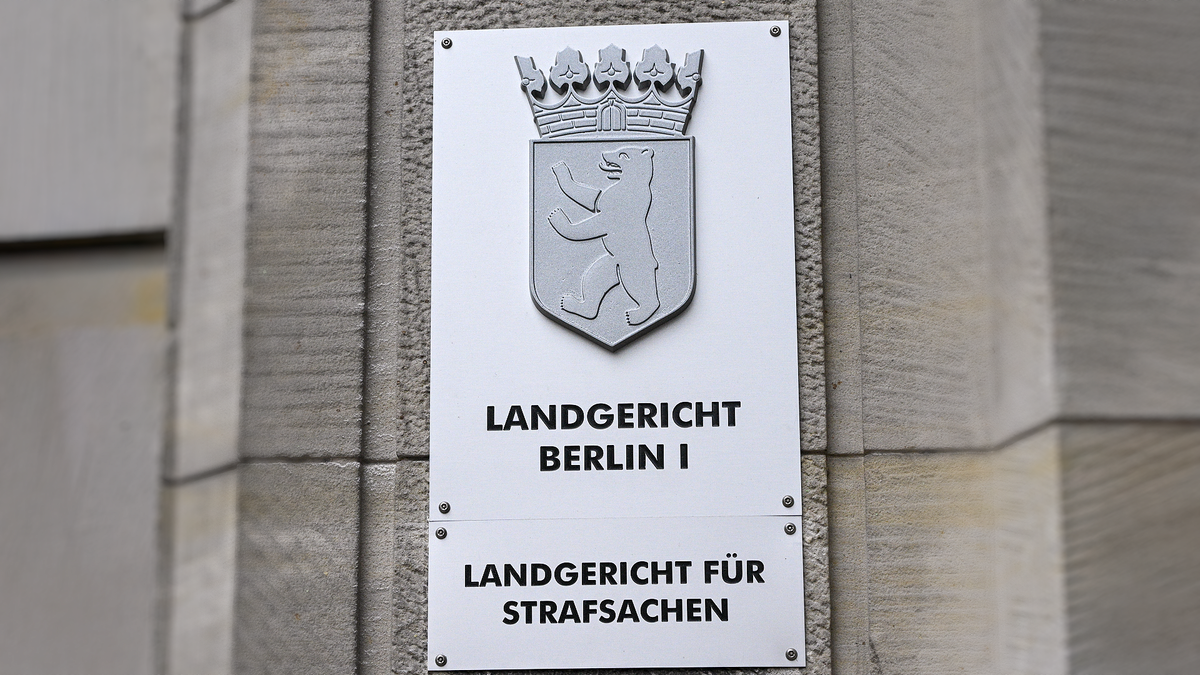 LANDGERICHT
BERLIN I
LANDGERICHT FÜR
STRAFSACHEN